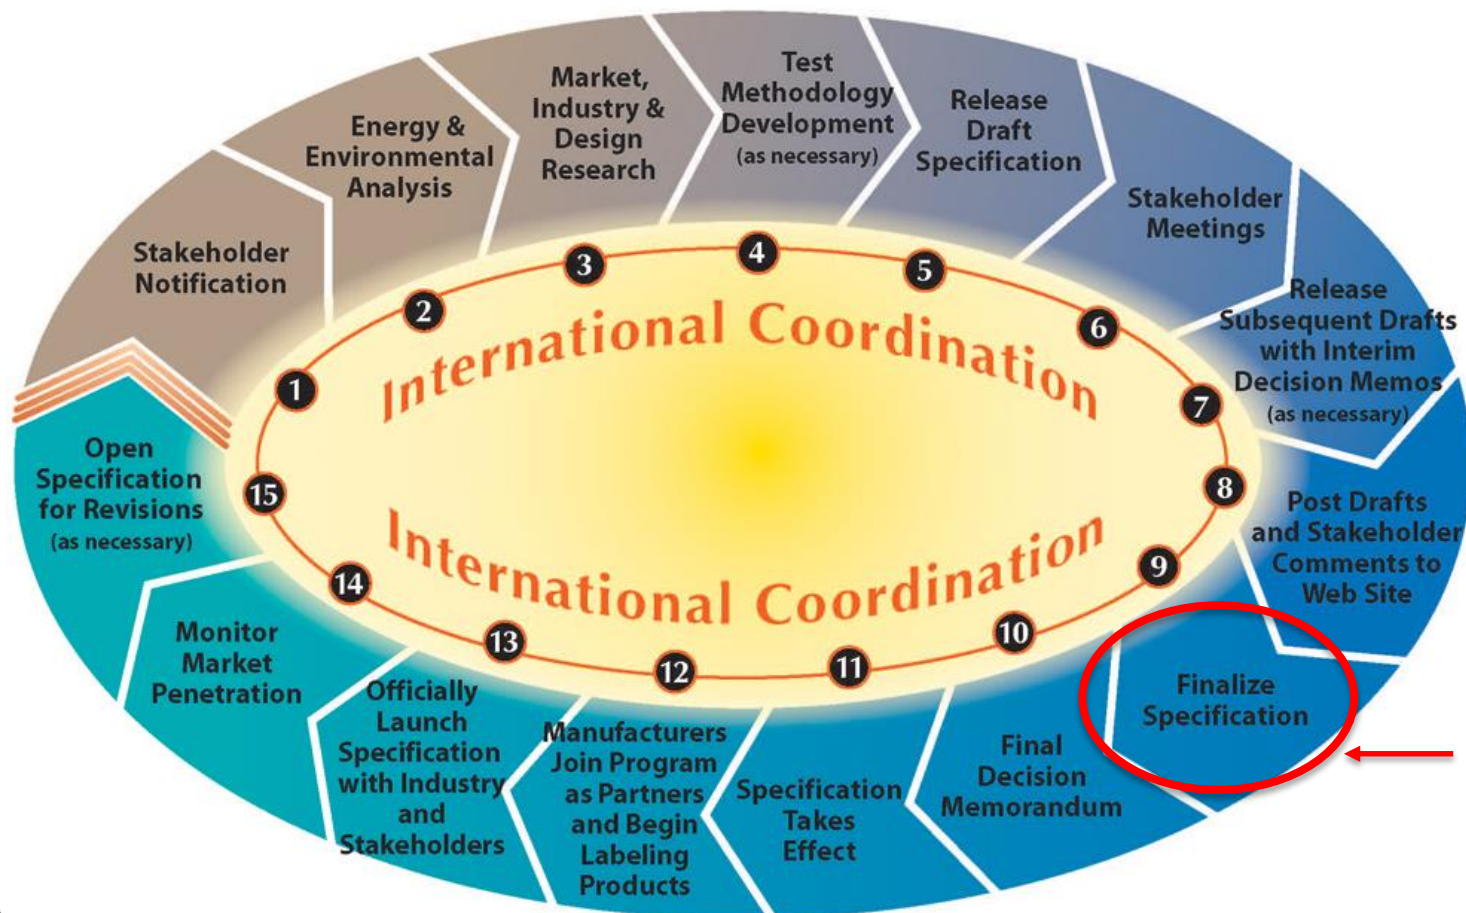 Stakeholder
Notification
Energy &
Environmental
Analysis
Market,
Industry &
Design
Research
Test
Methodology
Development
(as necessary)
Release
Draft
Specification
Stakeholder
Meetings
Release
Subsequent Drafts
with Interim
Decision Memos
(as necessary)
Post Drafts
and Stakeholder
Comments to
Web Site
Finalize
Specification
Final
Decision
Memorandum
Specification
Takes
Effect
Manufacturers
Join Program
as Partners
and Begin
Labeling
Products
Officially
Launch
Specification
with Industry
and
Stakeholders
Monitor
Market
Penetration
Open
Specification
for Revisions
(as necessary)
1
2
3
4
5
6
7
8
9
10
11
12
13
14
15
International Coordination
International Coordination